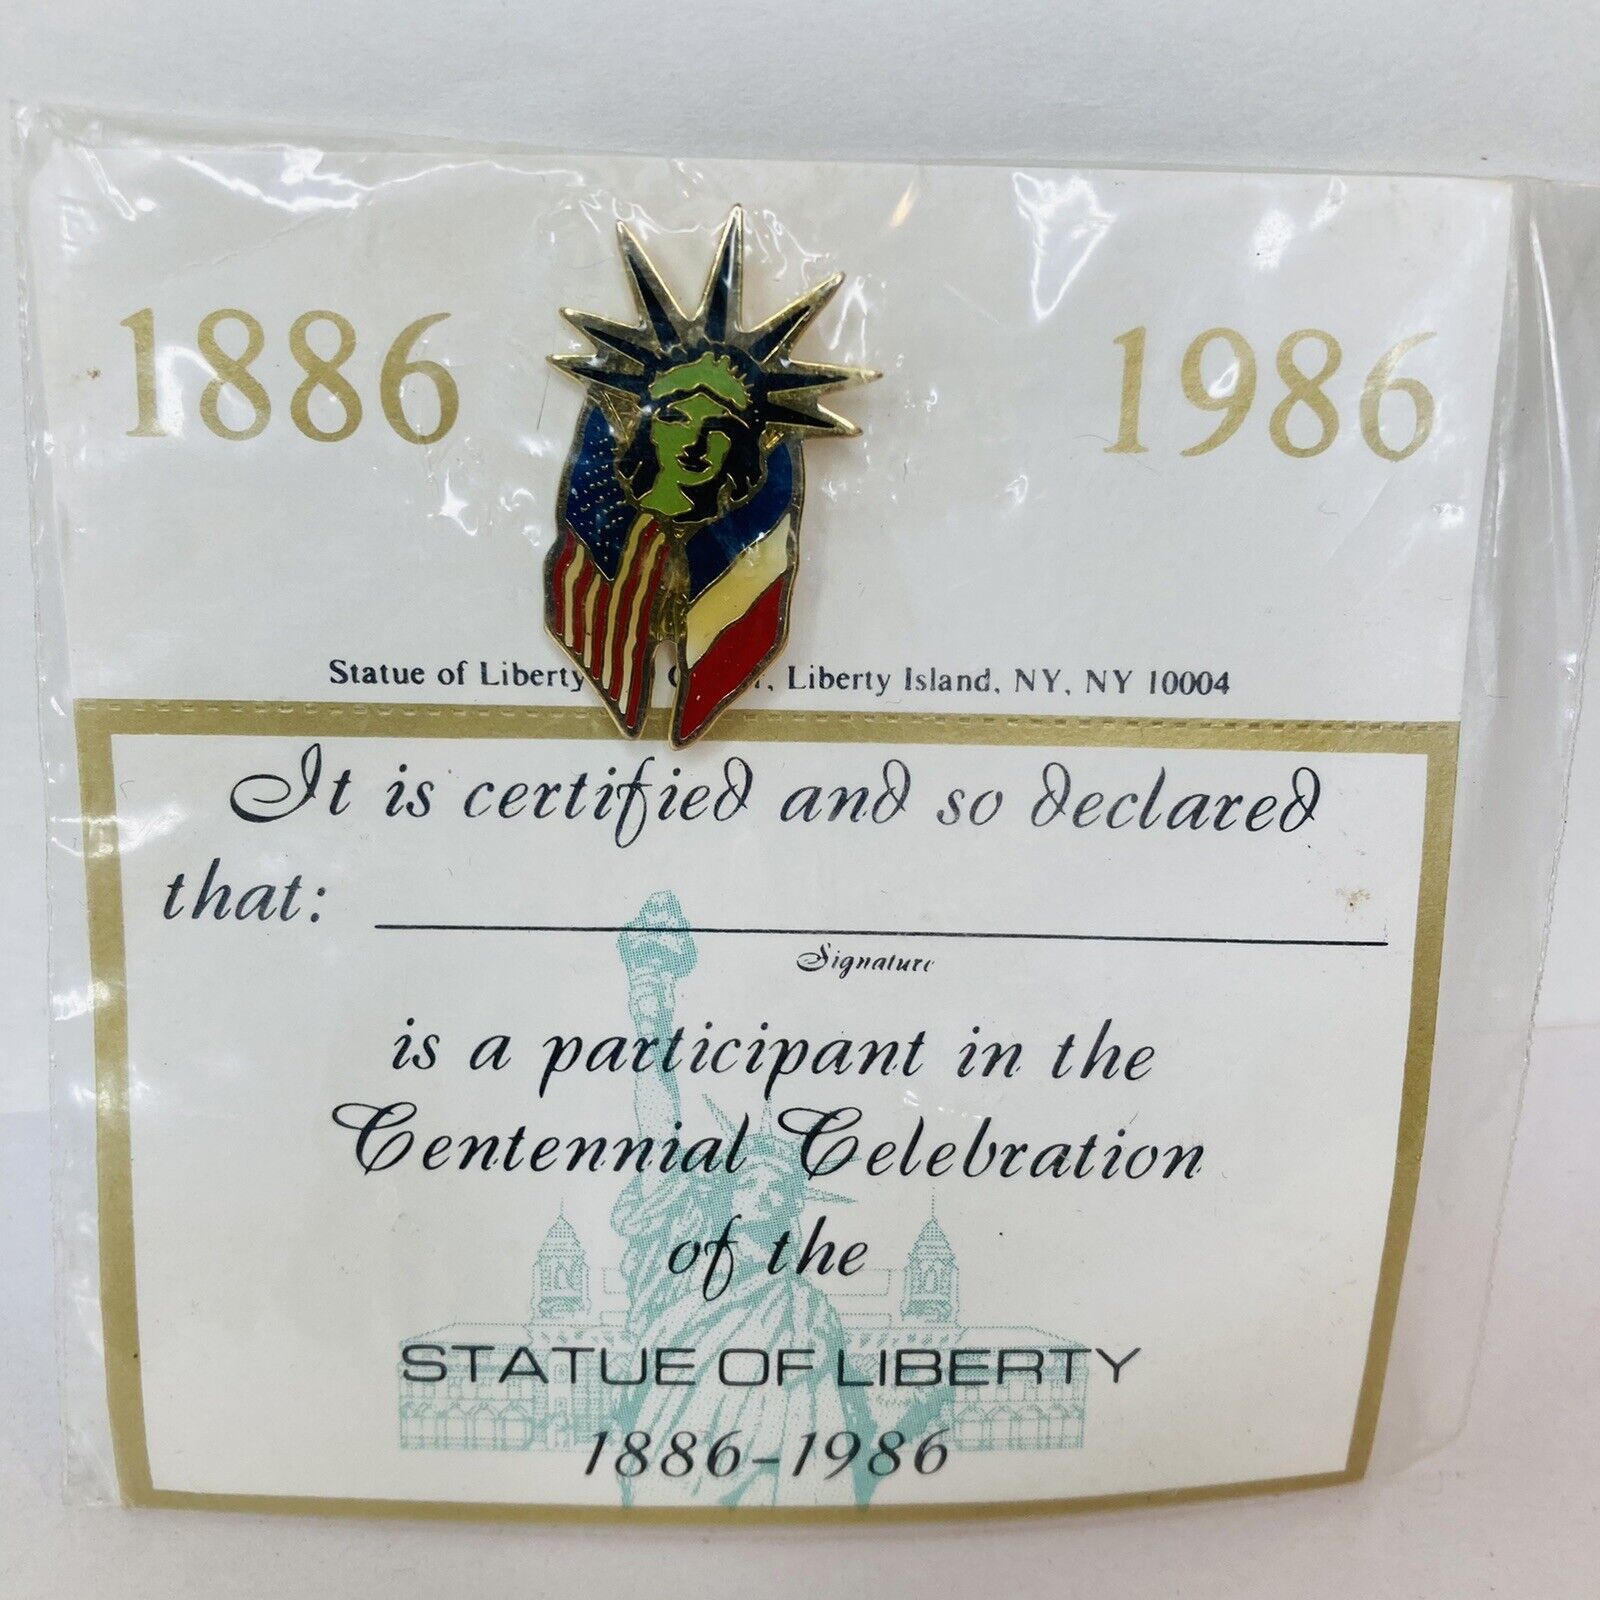 1886 1986
Statue of Liberty , Liberty Island, NY, NY 10004
It is certified and so declared
that:
Signature
is a participant in the
Centennial Celebration
of the
STATUE OF LIBERTY
1886-1986